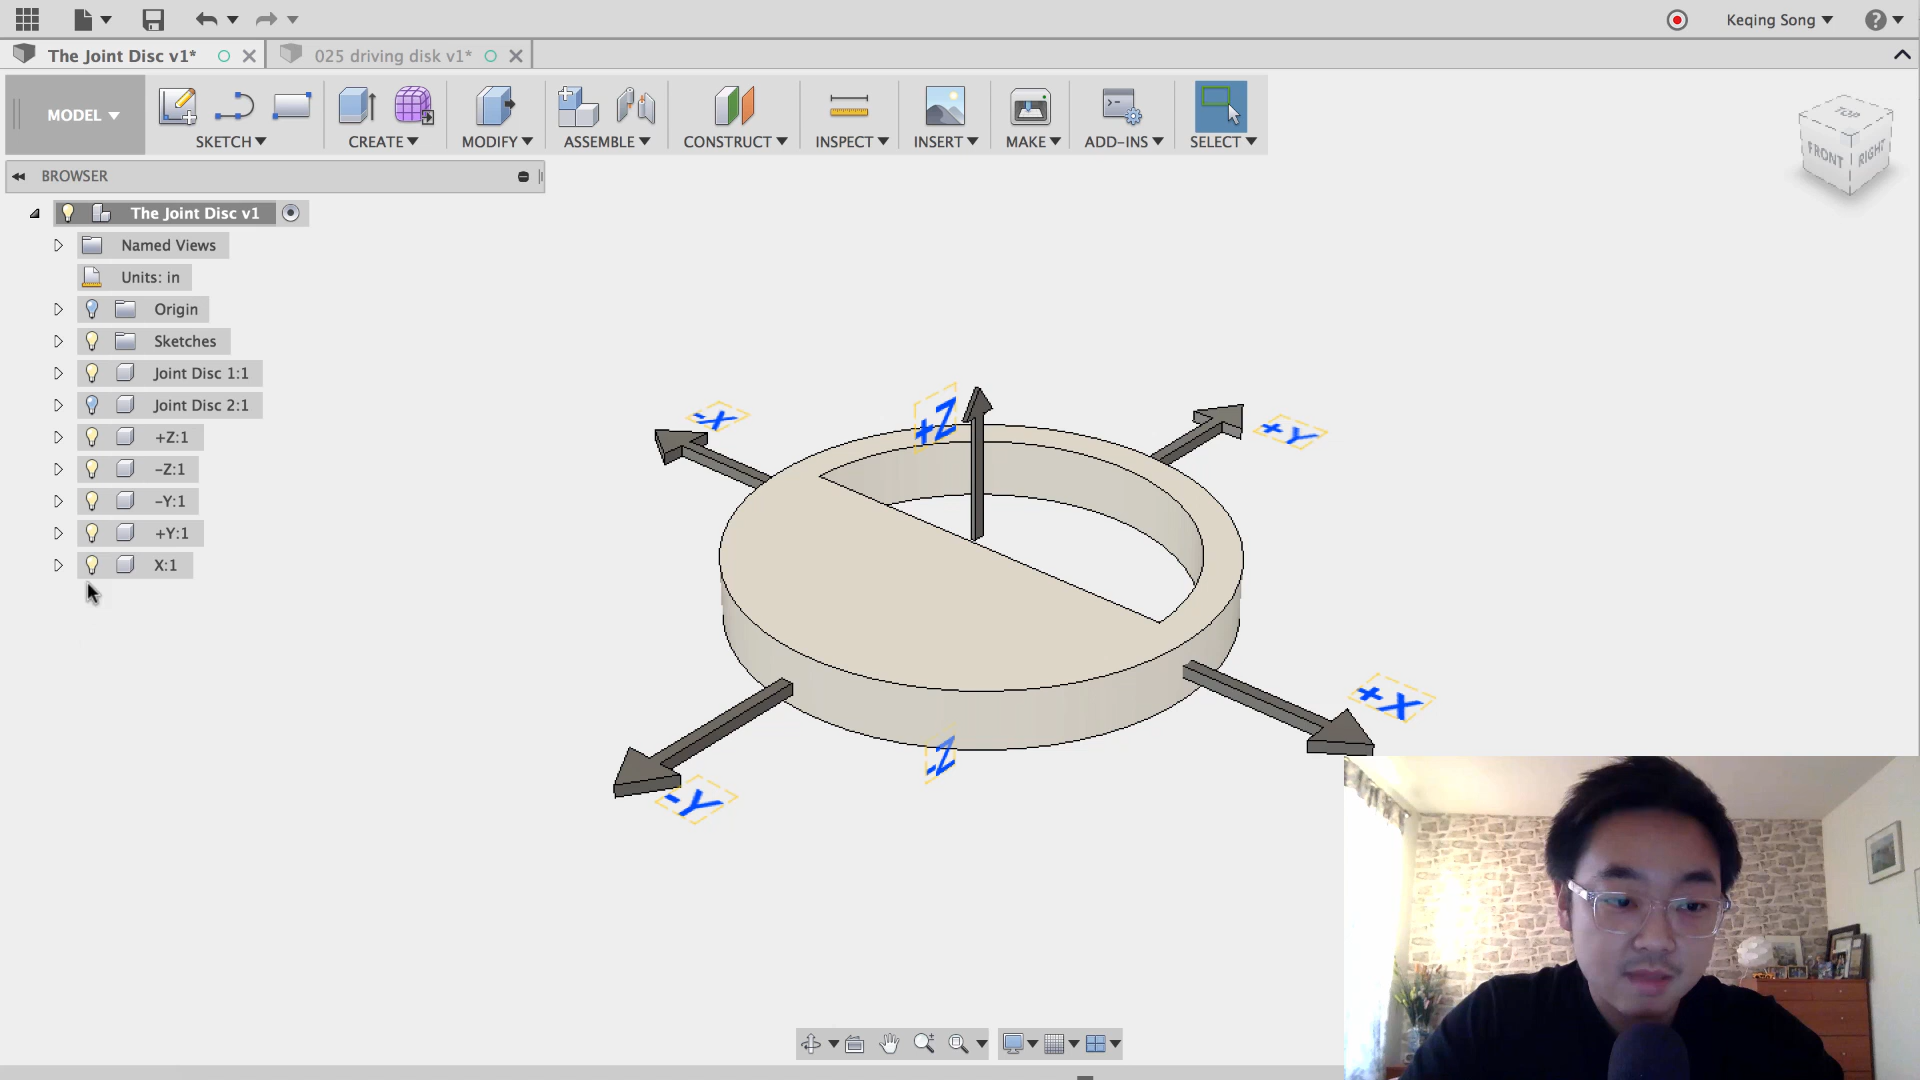 Keqing Song
The Joint Disc v1*
025 driving disk v1*
MODEL
SKETCH
CREATE
MODIFY
ASSEMBLE
CONSTRUCT
INSPECT
INSERT
MAKE
ADD-INS
SELECT
TOP
FRONT
RIGHT
BROWSER
The Joint Disc v1
Named Views
Units: in
Origin
Sketches
Joint Disc 1:1
Joint Disc 2:1
+Z:1
-Z:1
-Y:1
+Y:1
X:1
-X
+Z
+Y
+X
-Z
-Y